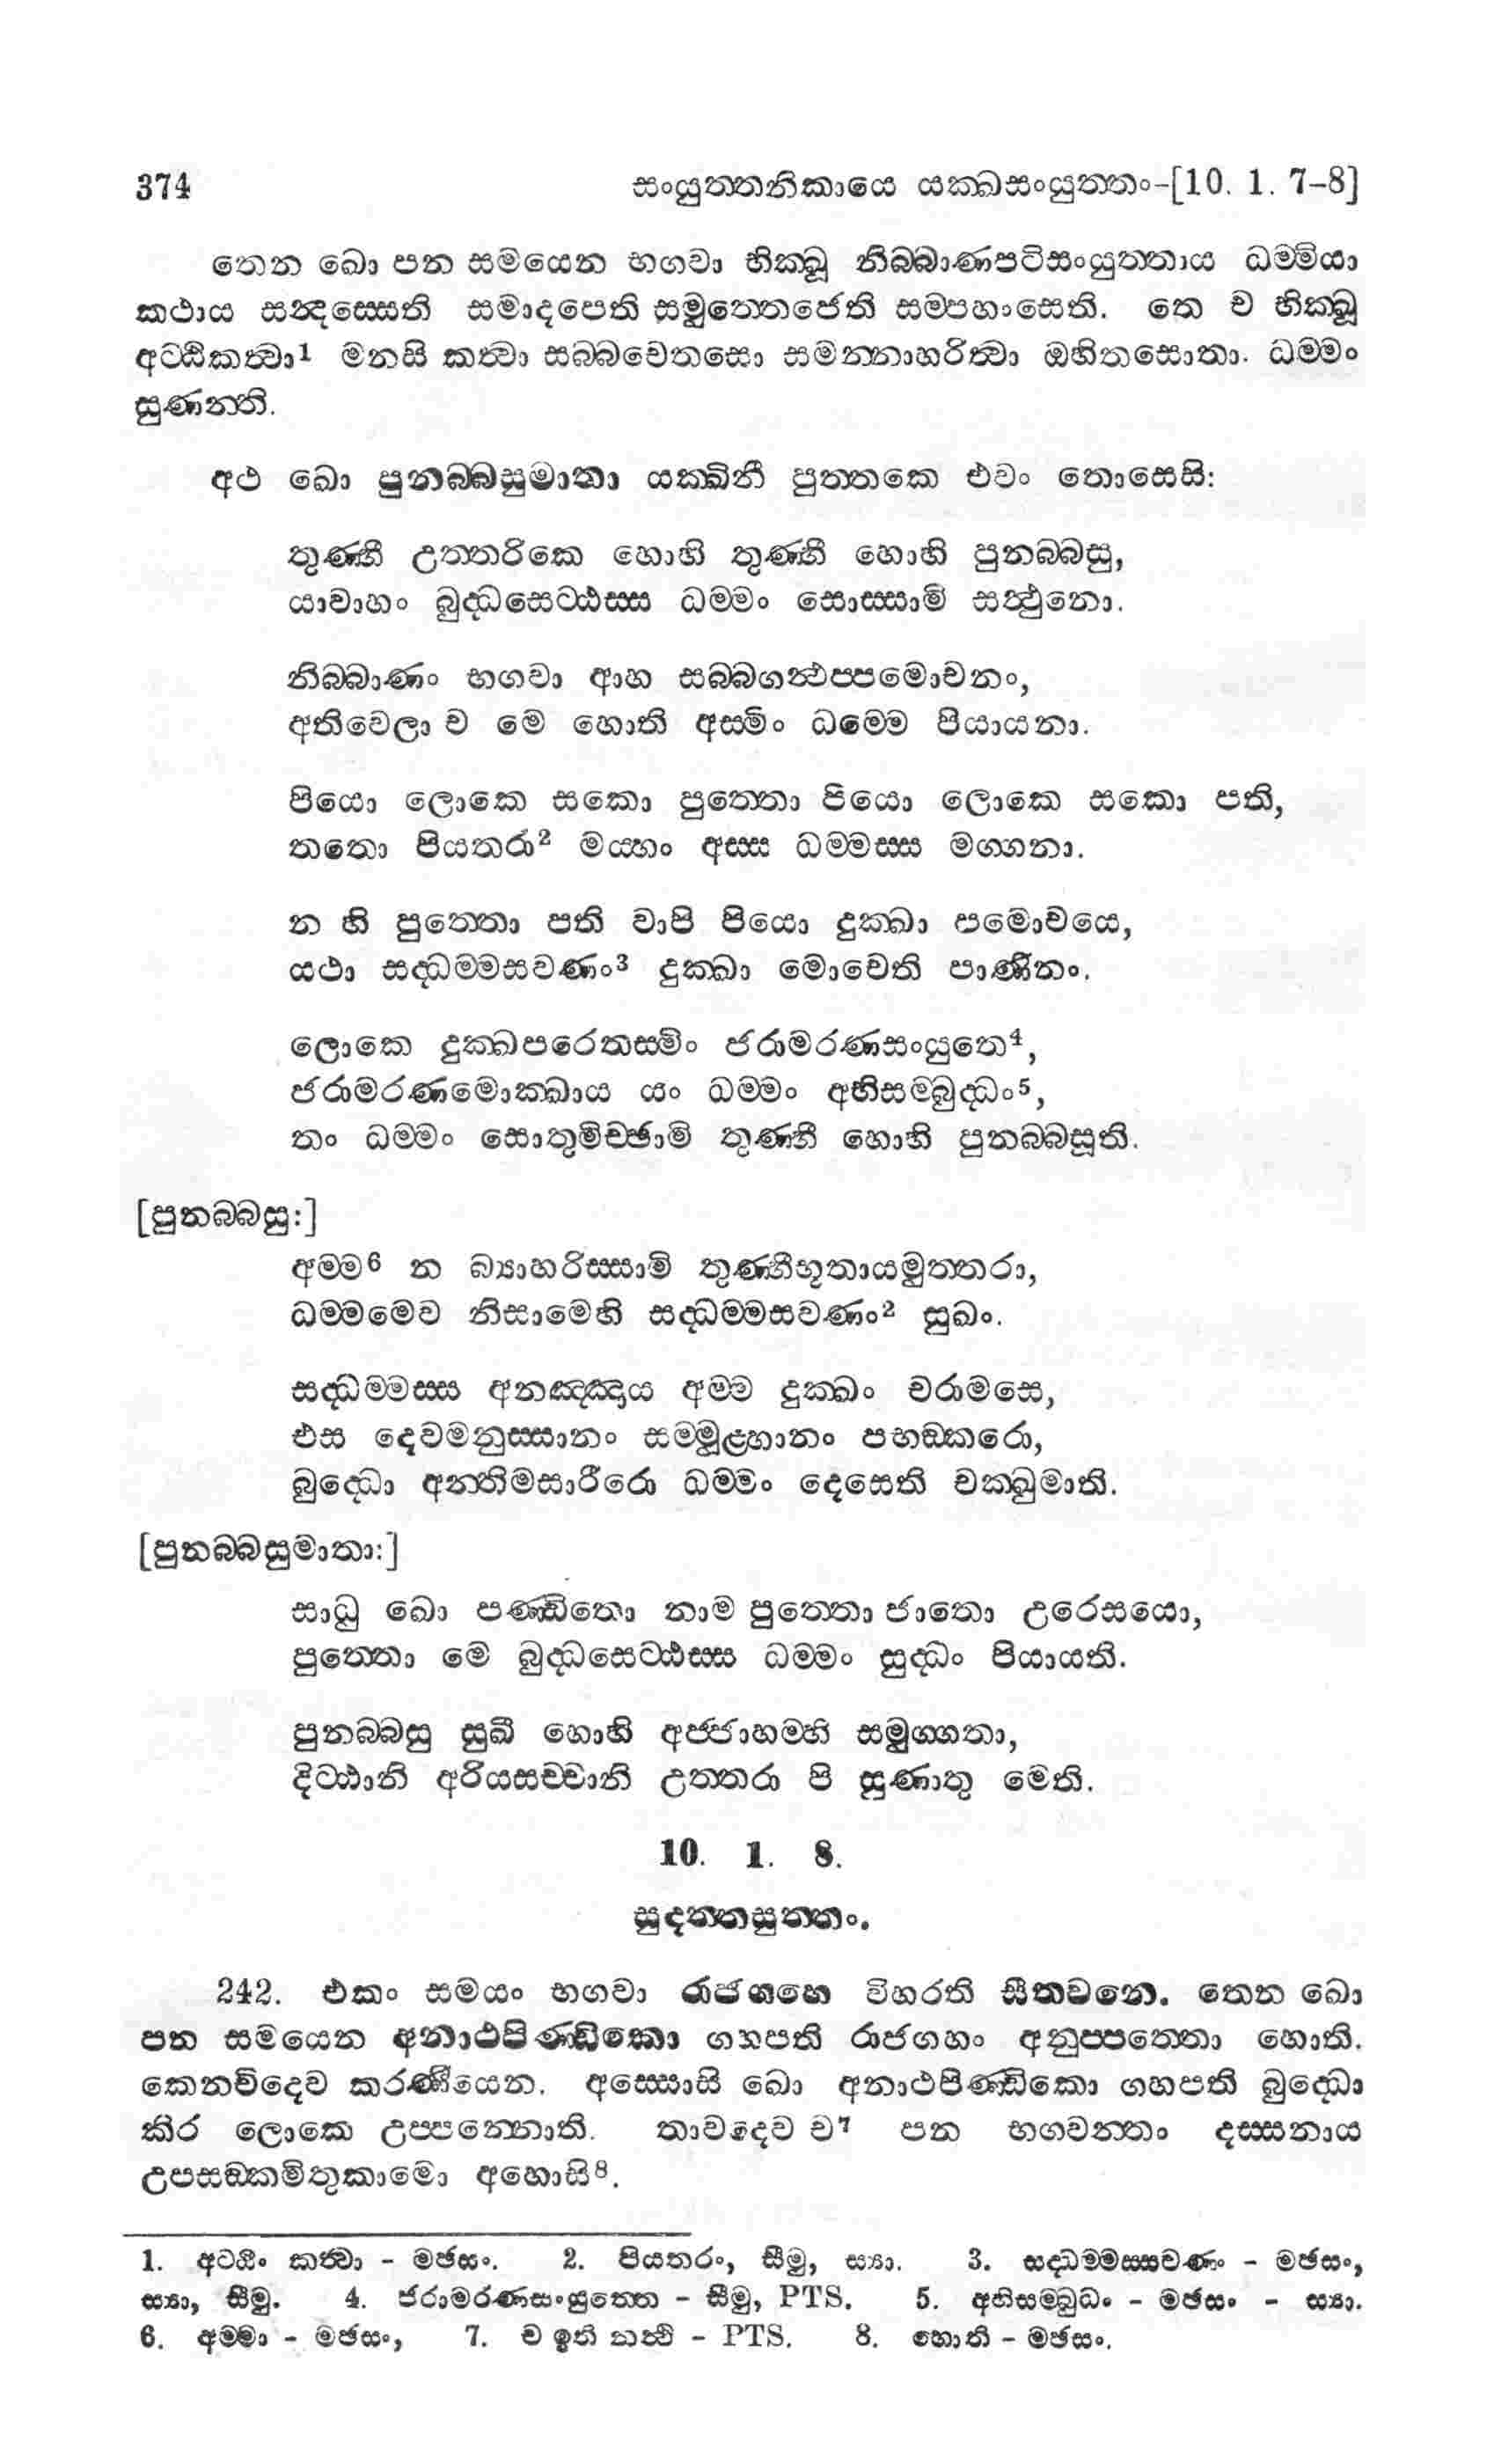 374 සංයුත්තනිකායෙ යක්ඛසංයුත්තං-[10. 1. 7-8]
තෙන ඛො පන සමයෙන භගවා භික්ඛූ නිබ්බාණපටිසංයුත්තාය ධම්මියා
කථාය සන්දස්සෙති සමාදපෙති සමුත්තෙජෙති සම්පහංසෙති. තෙ ච භික්ඛූ
අට්ඨිකත්වා1 මනසි කත්වා සබ්බචෙතසො සමන්නාහරිත්වා ඔහිතසොතා. ධම්මං
සුණන්ති.
අථ ඛො පුනබ්බසුමාතා යක්ඛිනී පුත්තකෙ එවං තොසෙසි:
තුණ්හී උත්තරිකෙ හොහි තුණ්හී හොහි පුනබ්බසු,
යාවාහං බුද්ධසෙට්ඨස්ස ධම්මං සොස්සාමි සත්ථුනො.
නිබ්බාණං භගවා ආහ සබ්බගන්ථප්පමොචනං,
අතිවෙලා ච මෙ හොති අස්මිං ධම්මෙ පියායනා.
පියො ලොකෙ සකො පුත්තො පියො ලොකෙ සකො පති,
තතො පියතරා2 මය්හං අස්ස ධම්මස්ස මග්ගනා.
න හි පුත්තො පති වාපි පියො දුක්ඛා පමොචයෙ,
යථා සද්ධම්මසවණං3 දුක්ඛා මොචෙති පාණිනං.
ලොකෙ දුක්ඛපරෙතස්මිං ජරාමරණසංයුතෙ4,
ජරාමරණමොක්ඛාය යං ධම්මං අභිසම්බුද්ධං5,
තං ධම්මං සොතුමිච්ඡාමි තුණ්හී හොහි පුනබ්බසූති.
[පුනබ්බසු:]
අම්ම6 න බ්‍යාහරිස්සාමි තුණ්හීභූතායමුත්තරා,
ධම්මමෙව නිසාමෙහි සද්ධම්මසවණං2 සුඛං.
සද්ධම්මස්ස අනඤ්ඤාය අම්ම දුක්ඛං චරාමසෙ,
එස දෙවමනුස්සානං සම්මූළ්හානං පභඞ්කරො,
බුද්ධො අන්තිමසාරීරො ධම්මං දෙසෙති චක්ඛුමාති.
[පුනබ්බසුමාතා:]
සාධු ඛො පණ්ඩිතො නාම පුත්තො ජාතො උරෙසයො,
පුත්තො මෙ බුද්ධසෙට්ඨස්ස ධම්මං සුද්ධං පියායති.
පුනබ්බසු සුඛී හොහි අජ්ජාහම්හි සමුග්ගතා,
දිට්ඨානි අරියසච්චානි උත්තරා පි සුණාතු මෙති.
10. 1. 8.
සුදත්තසුත්තං.
242. එකං සමයං භගවා රාජගහෙ විහරති සීතවනෙ. තෙන ඛො
පන සමයෙන අනාථපිණ්ඩිකො ගහපති රාජගහං අනුප්පත්තො හොති.
කෙනචිදෙව කරණීයෙන. අස්සොසි ඛො අනාථපිණ්ඩිකො ගහපති බුද්ධො
කිර ලොකෙ උප්පන්නොති. තාවදෙව ච7 පන භගවන්තං දස්සනාය
උපසඞ්කමිතුකාමො අහොසි8.
1. අට්ඨිං කත්වා - මඡසං. 2. පියතරං, සීමු, ස්‍යා. 3. සද්ධම්මස්සවණං - මඡසං,
ස්‍යා, සීමු. 4. ජරාමරණසංයුත්තෙ - සීමු, PTS. 5. අභිසම්බුධං - මඡසං - ස්‍යා.
6. අම්මා - මඡසං, 7. ච ඉති නත්ථි - PTS. 8. හොති - මඡසං.